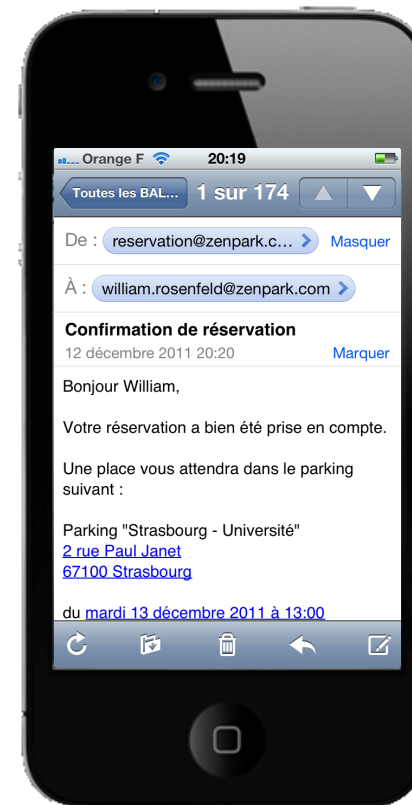 Orange F 20:19
Toutes les BAL... 1 sur 174
De : reservation@zenpark.c... Masquer
À : william.rosenfeld@zenpark.com
Confirmation de réservation
12 décembre 2011 20:20 Marquer
Bonjour William,
Votre réservation a bien été prise en compte.
Une place vous attendra dans le parking
suivant :
Parking "Strasbourg - Université"
2 rue Paul Janet
67100 Strasbourg
du mardi 13 décembre 2011 à 13:00